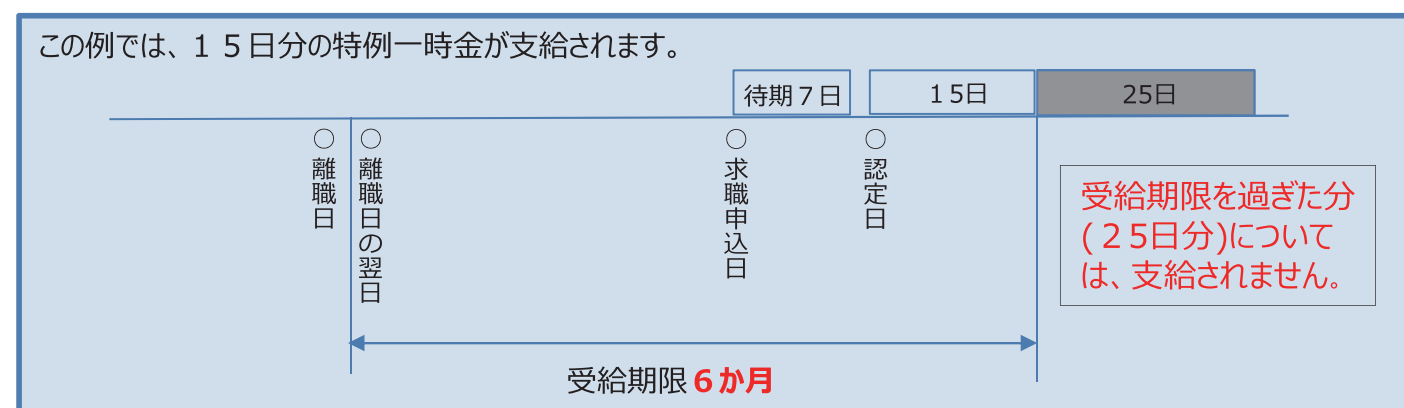 この例では、１５日分の特例一時金が支給されます。
待期７日
１５日
25日
○離職日
○離職日の翌日
○求職申込日
○認定日
受給期限を過ぎた分
(２５日分)について
は、支給されません。
受給期限６か月